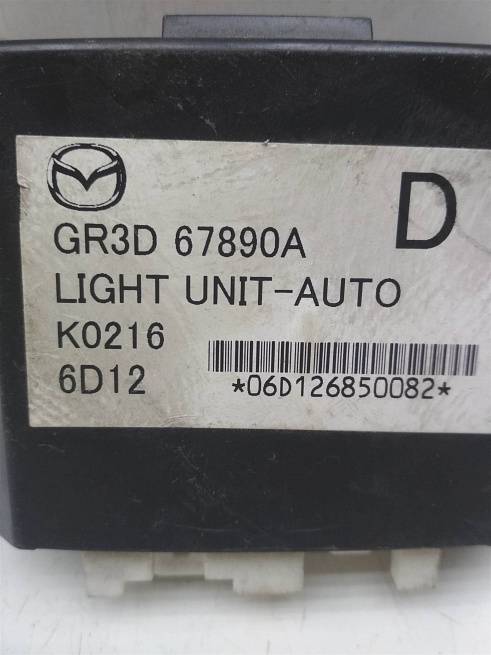 D
GR3D 67890A
LIGHT UNIT-AUTO
K0216
6D12
*06D126850082*